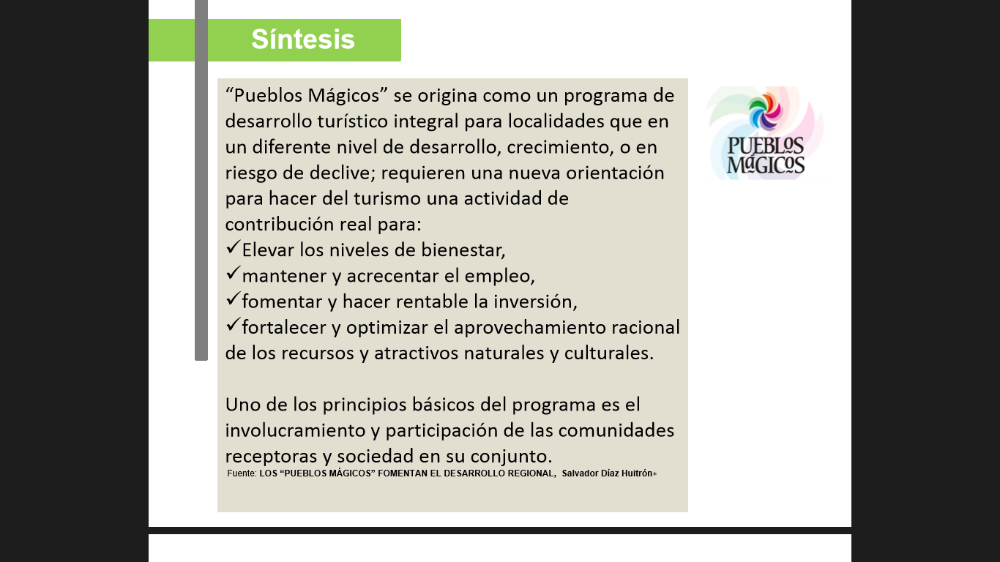 Síntesis
“Pueblos Mágicos” se origina como un programa de
desarrollo turístico integral para localidades que en
un diferente nivel de desarrollo, crecimiento, o en
riesgo de declive; requieren una nueva orientación
para hacer del turismo una actividad de
contribución real para:
✓Elevar los niveles de bienestar,
✓mantener y acrecentar el empleo,
✓fomentar y hacer rentable la inversión,
✓fortalecer y optimizar el aprovechamiento racional
de los recursos y atractivos naturales y culturales.
Uno de los principios básicos del programa es el
involucramiento y participación de las comunidades
receptoras y sociedad en su conjunto.
Fuente: LOS “PUEBLOS MÁGICOS” FOMENTAN EL DESARROLLO REGIONAL, Salvador Díaz Huitrón*
PUEBLOS
MáGICOS